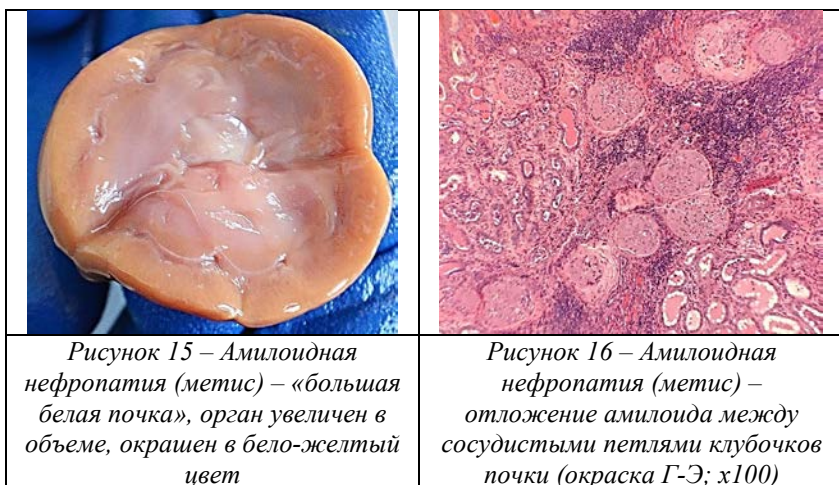 Рисунок 15 – Амилоидная
нефропатия (метис) – «большая
белая почка», орган увеличен в
объеме, окрашен в бело-желтый
цвет
Рисунок 16 – Амилоидная
нефропатия (метис) –
отложение амилоида между
сосудистыми петлями клубочков
почки (окраска Г-Э; х100)